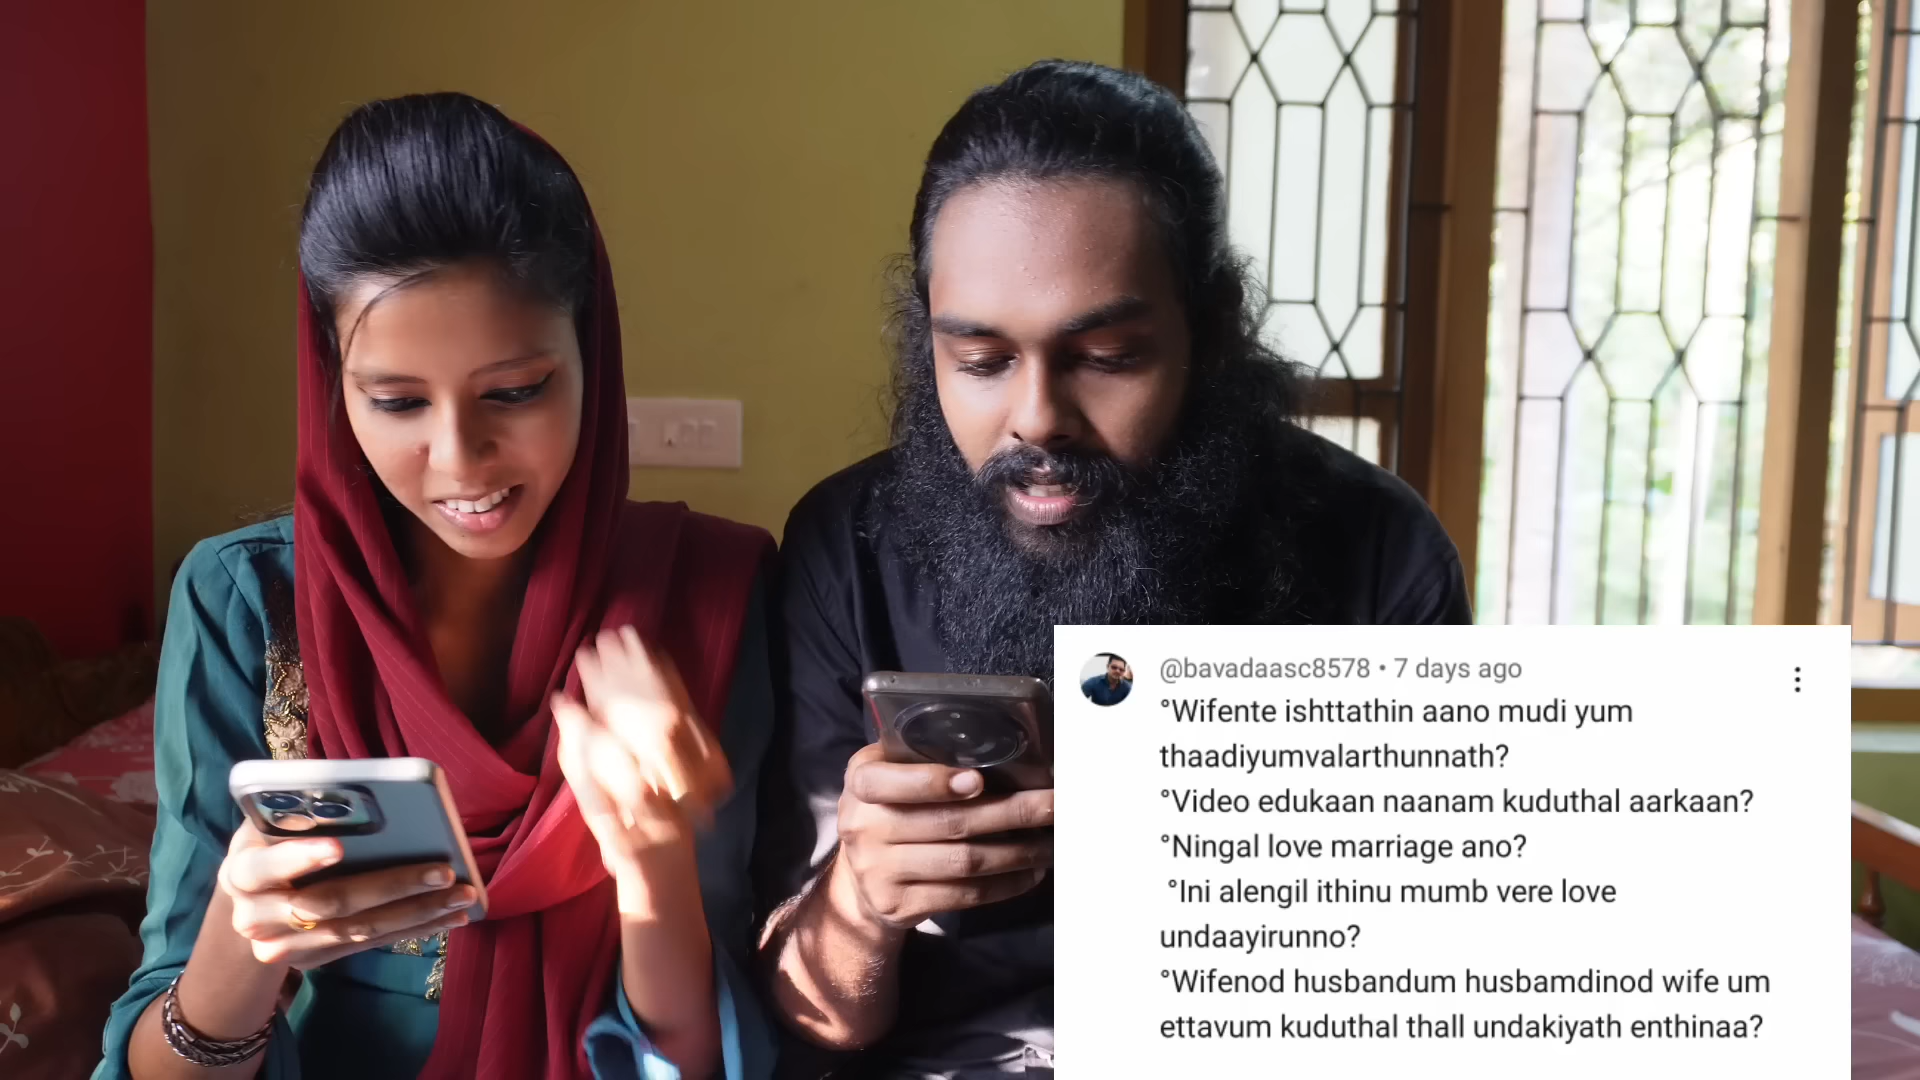 @bavadaasc8578 • 7 days ago
°Wifente ishttathin aano mudi yum
thaadiyumvalarthunnath?
°Video edukaan naanam kuduthal aarkaan?
°Ningal love marriage ano?
°Ini alengil ithinu mumb vere love
undaayirunno?
°Wifenod husbandum husbamdinod wife um
ettavum kuduthal thall undakiyath enthinaa?